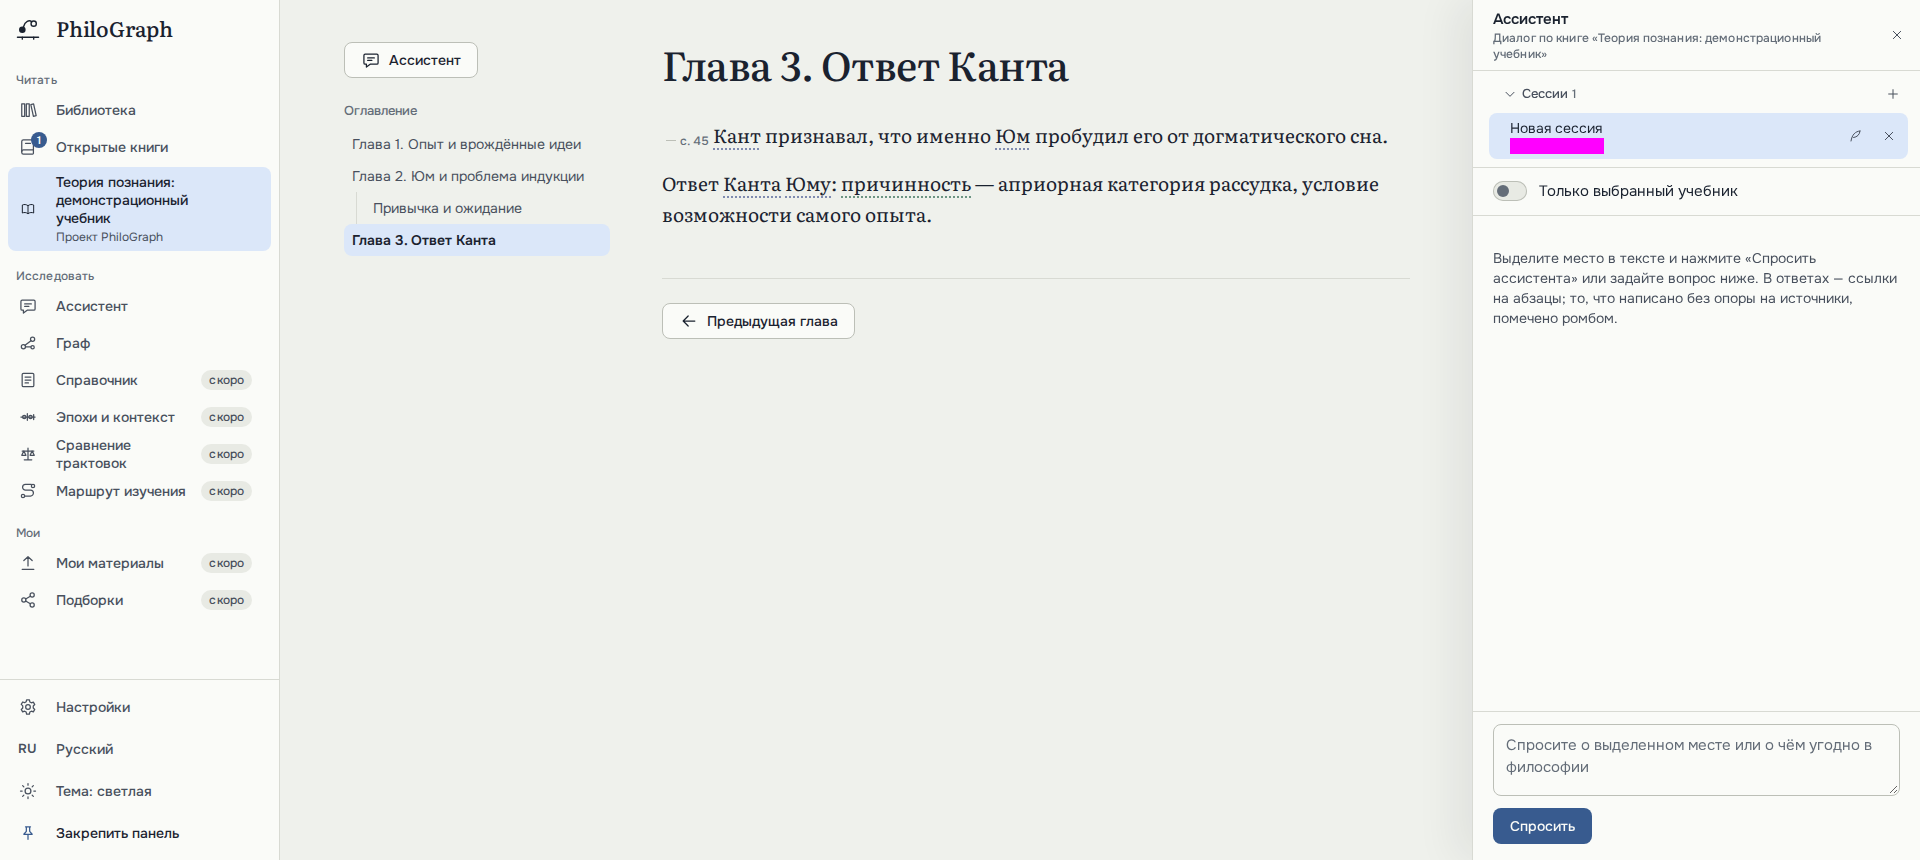 PhiloGraph
Читать
Библиотека
1
Открытые книги
Теория познания:
демонстрационный
учебник
Проект PhiloGraph
Исследовать
Ассистент
Граф
Справочник
скоро
Эпохи и контекст
скоро
Сравнение
трактовок
скоро
Маршрут изучения
скоро
Мои
Мои материалы
скоро
Подборки
скоро
Настройки
RU Русский
Тема: светлая
Закрепить панель
Ассистент
Оглавление
Глава 1. Опыт и врождённые идеи
Глава 2. Юм и проблема индукции
Привычка и ожидание
Глава 3. Ответ Канта
Глава 3. Ответ Канта
— с. 45 Кант признавал, что именно Юм пробудил его от догматического сна.
Ответ Канта Юму: причинность — априорная категория рассудка, условие
возможности самого опыта.
Предыдущая глава
Ассистент
Диалог по книге «Теория познания: демонстрационный
учебник»
Сессии 1
Новая сессия
Только выбранный учебник
Выделите место в тексте и нажмите «Спросить
ассистента» или задайте вопрос ниже. В ответах — ссылки
на абзацы; то, что написано без опоры на источники,
помечено ромбом.
Спросите о выделенном месте или о чём угодно в
философии
Спросить